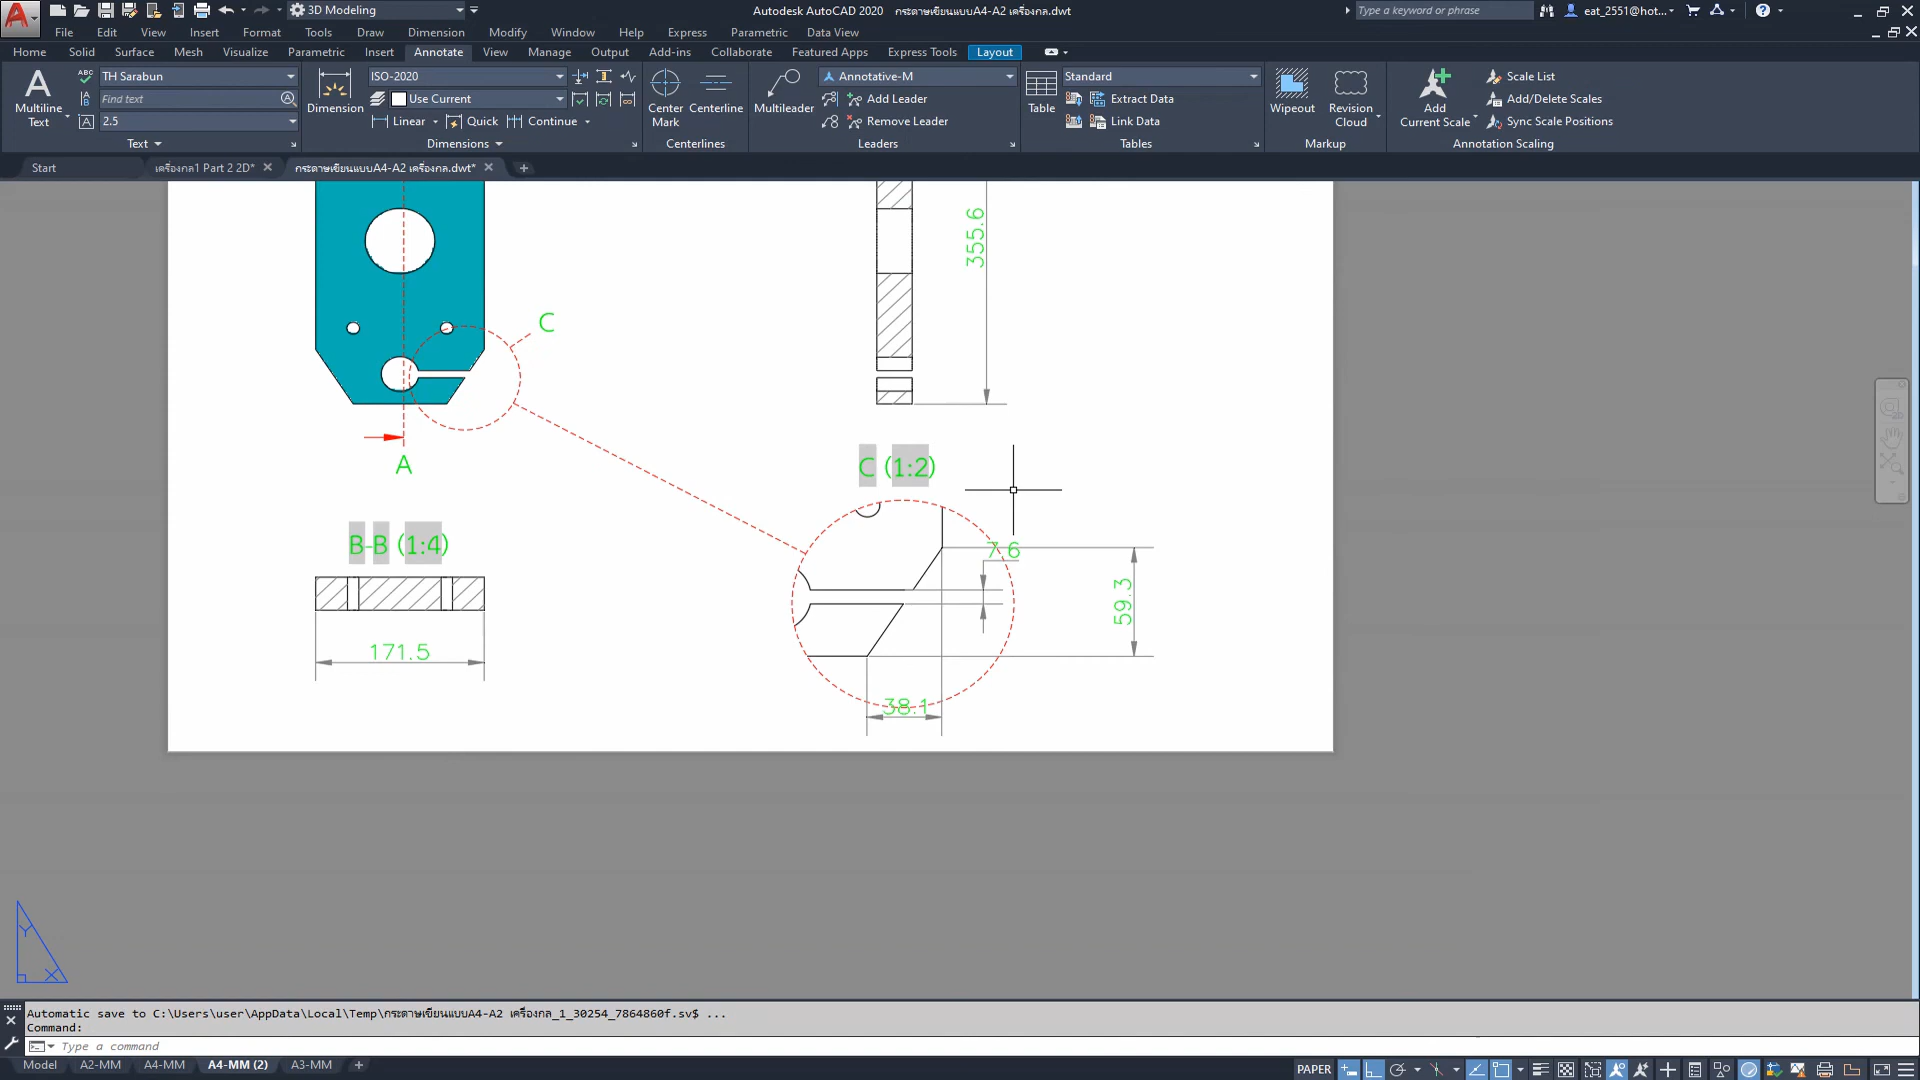 3D Modeling
Autodesk AutoCAD 2020 กระดาษเขียนแบบA4-A2 เครื่องกล.dwt
Type a keyword or phrase
eat_2551@hot...
File Edit View Insert Format Tools Draw Dimension Modify Window Help Express Parametric Data View
Home Solid Surface Mesh Visualize Parametric Insert Annotate View Manage Output Add-ins Collaborate Featured Apps Express Tools Layout
TH Sarabun
ISO-2020
Annotative-M
Standard
Scale List
Find text
Use Current
Add Leader
Extract Data
Add/Delete Scales
Multiline Text
Dimension
Center Mark
Centerline
Multileader
Table
Wipeout
Revision Cloud
Add Current Scale
2.5
Linear
Quick
Continue
Remove Leader
Link Data
Sync Scale Positions
Text
Dimensions
Centerlines
Leaders
Tables
Markup
Annotation Scaling
Start
เครื่องกล1 Part 2 2D*
กระดาษเขียนแบบA4-A2 เครื่องกล.dwt*
355.6
C
A
C (1:2)
B-B (1:4)
7.6
59.3
171.5
38.1
Y
X
Automatic save to C:\Users\user\AppData\Local\Temp\กระดาษเขียนแบบA4-A2 เครื่องกล_1_30254_7864860f.sv$ ...
Command:
Type a command
Model A2-MM A4-MM A4-MM (2) A3-MM
PAPER